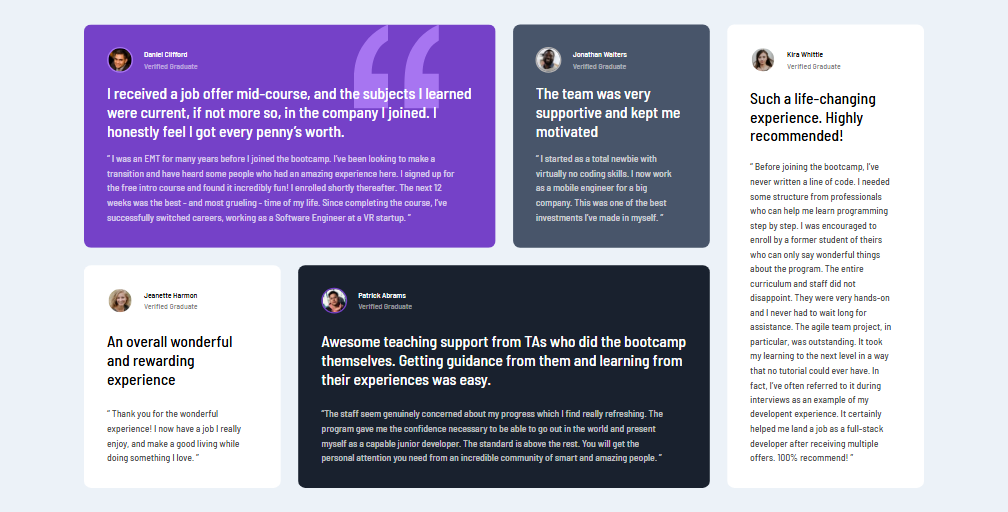 Daniel Clifford
Verified Graduate
I received a job offer mid-course, and the subjects I learned
were current, if not more so, in the company I joined. I
honestly feel I got every penny's worth.
" I was an EMT for many years before I joined the bootcamp. I've been looking to make a
transition and have heard some people who had an amazing experience here. I signed up for
the free intro course and found it incredibly fun! I enrolled shortly thereafter. The next 12
weeks was the best - and most grueling - time of my life. Since completing the course, I've
successfully switched careers, working as a Software Engineer at a VR startup. "
Jonathan Walters
Verified Graduate
The team was very
supportive and kept me
motivated
" I started as a total newbie with
virtually no coding skills. I now work
as a mobile engineer for a big
company. This was one of the best
investments I've made in myself. "
Kira Whittle
Verified Graduate
Such a life-changing
experience. Highly
recommended!
" Before joining the bootcamp, I've
never written a line of code. I needed
some structure from professionals
who can help me learn programming
step by step. I was encouraged to
enroll by a former student of theirs
who can only say wonderful things
about the program. The entire
curriculum and staff did not
disappoint. They were very hands-on
and I never had to wait long for
assistance. The agile team project, in
particular, was outstanding. It took
my learning to the next level in a way
that no tutorial could ever have. In
fact, I've often referred to it during
interviews as an example of my
developent experience. It certainly
helped me land a job as a full-stack
developer after receiving multiple
offers. 100% recommend! "
Jeanette Harmon
Verified Graduate
An overall wonderful
and rewarding
experience
" Thank you for the wonderful
experience! I now have a job I really
enjoy, and make a good living while
doing something I love. "
Patrick Abrams
Verified Graduate
Awesome teaching support from TAs who did the bootcamp
themselves. Getting guidance from them and learning from
their experiences was easy.
"The staff seem genuinely concerned about my progress which I find really refreshing. The
program gave me the confidence necessary to be able to go out in the world and present
myself as a capable junior developer. The standard is above the rest. You will get the
personal attention you need from an incredible community of smart and amazing people. "